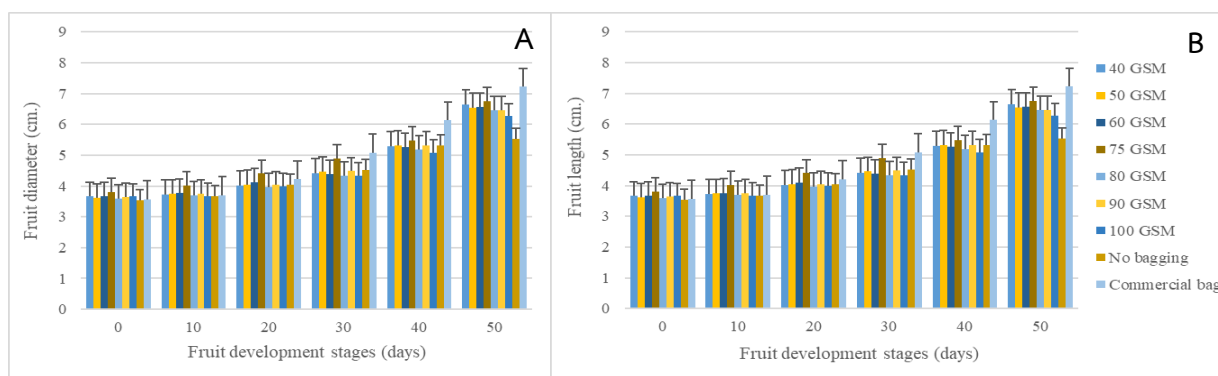 A
9
8
7
6
5
4
3
2
1
0
Fruit diameter (cm.)
0 10 20 30 40 50
Fruit development stages (days)
B
9
8
7
6
5
4
3
2
1
0
Fruit length (cm.)
0 10 20 30 40 50
Fruit development stages (days)
40 GSM
50 GSM
60 GSM
75 GSM
80 GSM
90 GSM
100 GSM
No bagging
Commercial bag